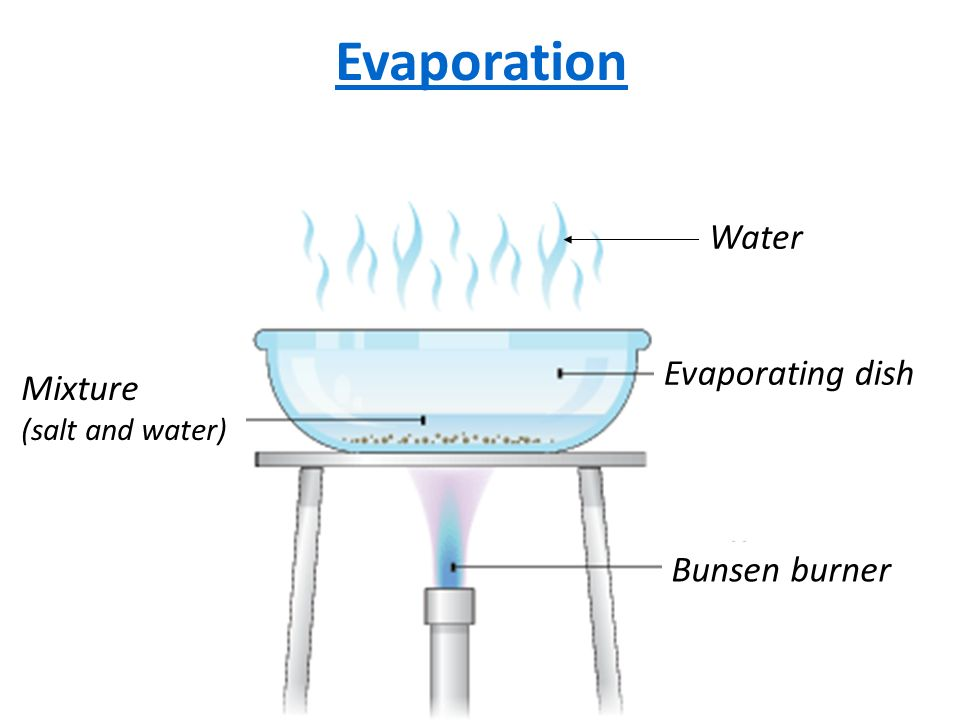 Evaporation
Water
Evaporating dish
Mixture
(salt and water)
Bunsen burner